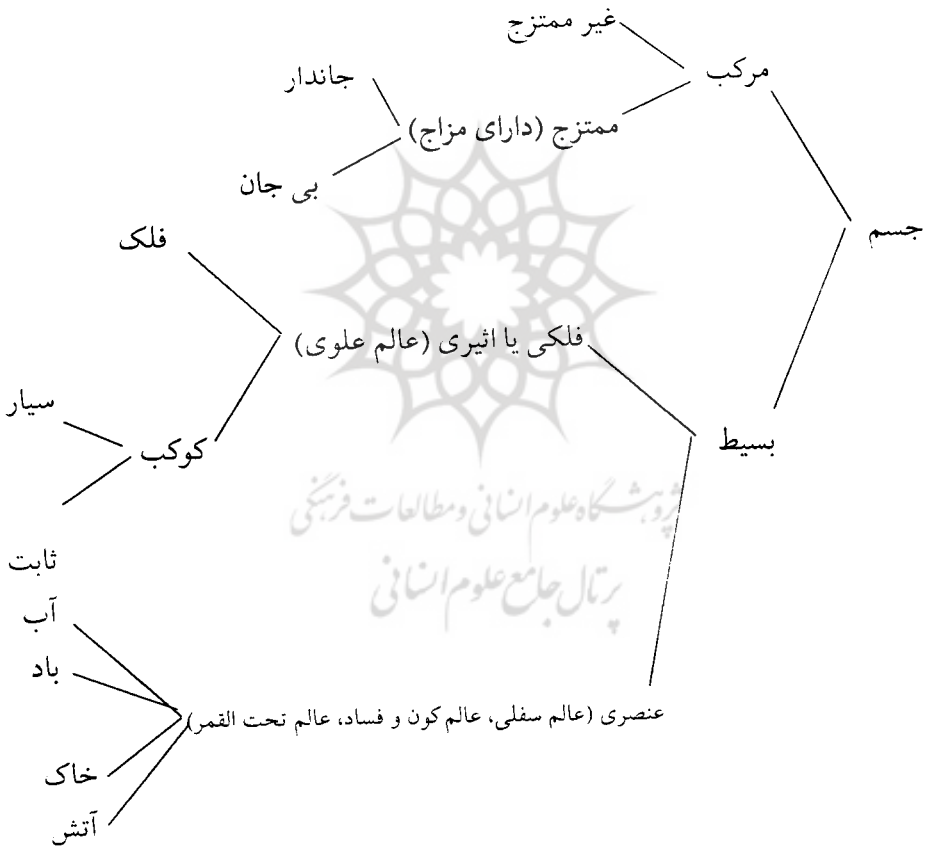 غیر ممتزج
مرکب
جاندار
ممتزج (دارای مزاج)
بی جان
جسم
فلک
فلکی یا اثیری (عالم علوی)
سیار
بسیط
کوکب
پژوهشگاه علوم انسانی و مطالعات فرهنگی
ثابت
پرتال جامع علوم انسانی
آب
باد
عنصری (عالم سفلی، عالم کون و فساد، عالم تحت القمر)
خاک
آتش